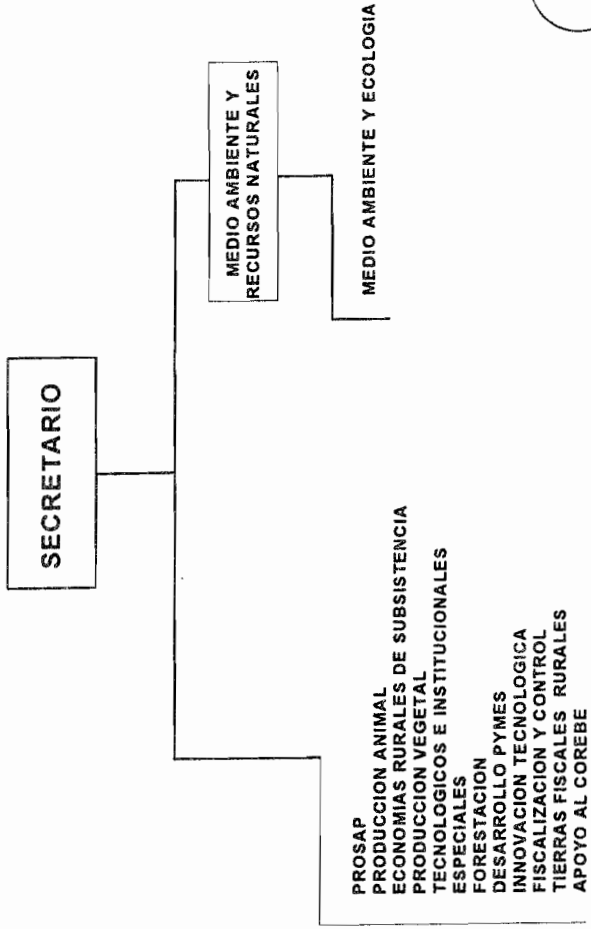 SECRETARIO
MEDIO AMBIENTE Y
RECURSOS NATURALES
MEDIO AMBIENTE Y ECOLOGIA
PROSAP
PRODUCCION ANIMAL
ECONOMIAS RURALES DE SUBSISTENCIA
PRODUCCION VEGETAL
TECNOLOGICOS E INSTITUCIONALES
ESPECIALES
FORESTACION
DESARROLLO PYMES
INNOVACION TECNOLOGICA
FISCALIZACION Y CONTROL
TIERRAS FISCALES RURALES
APOYO AL COREBE